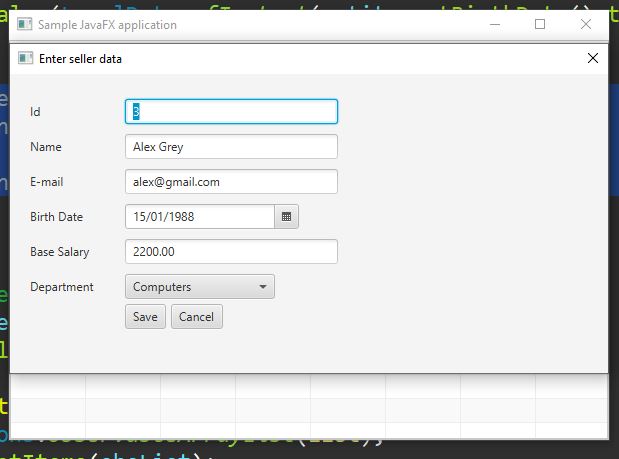 Sample JavaFX application
Enter seller data
Id 3
Name Alex Grey
E-mail alex@gmail.com
Birth Date 15/01/1988
Base Salary 2200.00
Department Computers
Save Cancel